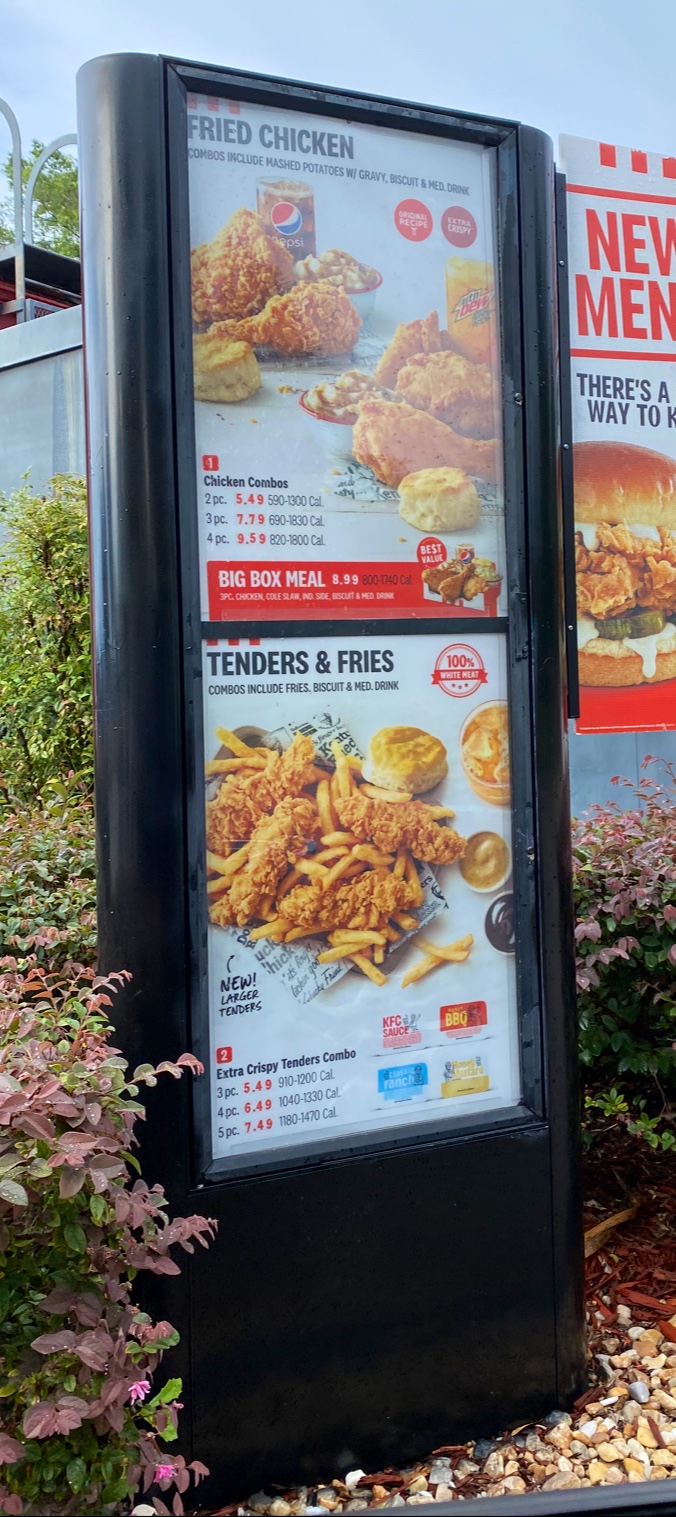 FRIED CHICKEN
COMBOS INCLUDE MASHED POTATOES W/ GRAVY, BISCUIT & MED. DRINK
pepsi
ORIGINAL
RECIPE
EXTRA
CRISPY
mtn
dew
1
Chicken Combos
2 pc. 5.49 590-1300 Cal.
3 pc. 7.79 690-1830 Cal.
4 pc. 9.59 820-1800 Cal.
BE$T
VALUE
BIG BOX MEAL 8.99 800-1740 Cal.
3PC. CHICKEN, COLE SLAW, IND. SIDE, BISCUIT & MED. DRINK
TENDERS & FRIES
COMBOS INCLUDE FRIES, BISCUIT & MED. DRINK
100%
WHITE MEAT
NEW!
LARGER
TENDERS
KFC
SAUCE
BBQ
ranch
2
Extra Crispy Tenders Combo
3 pc. 5.49 910-1200 Cal.
4 pc. 6.49 1040-1330 Cal.
5 pc. 7.49 1180-1470 Cal.
NEW
MEN
THERE'S A
WAY TO K